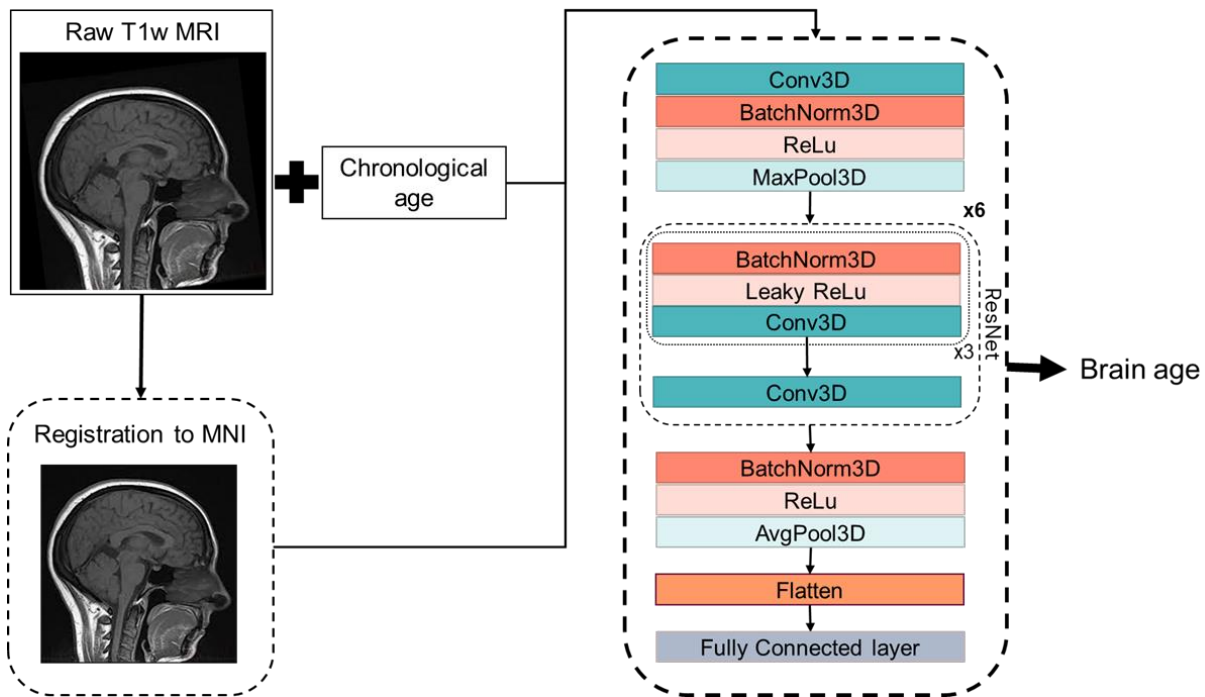 Raw T1w MRI
Chronological
age
Registration to MNI
Conv3D
BatchNorm3D
ReLu
MaxPool3D
x6
BatchNorm3D
Leaky ReLu
Conv3D
x3
Conv3D
ResNet
BatchNorm3D
ReLu
AvgPool3D
Flatten
Fully Connected layer
Brain age